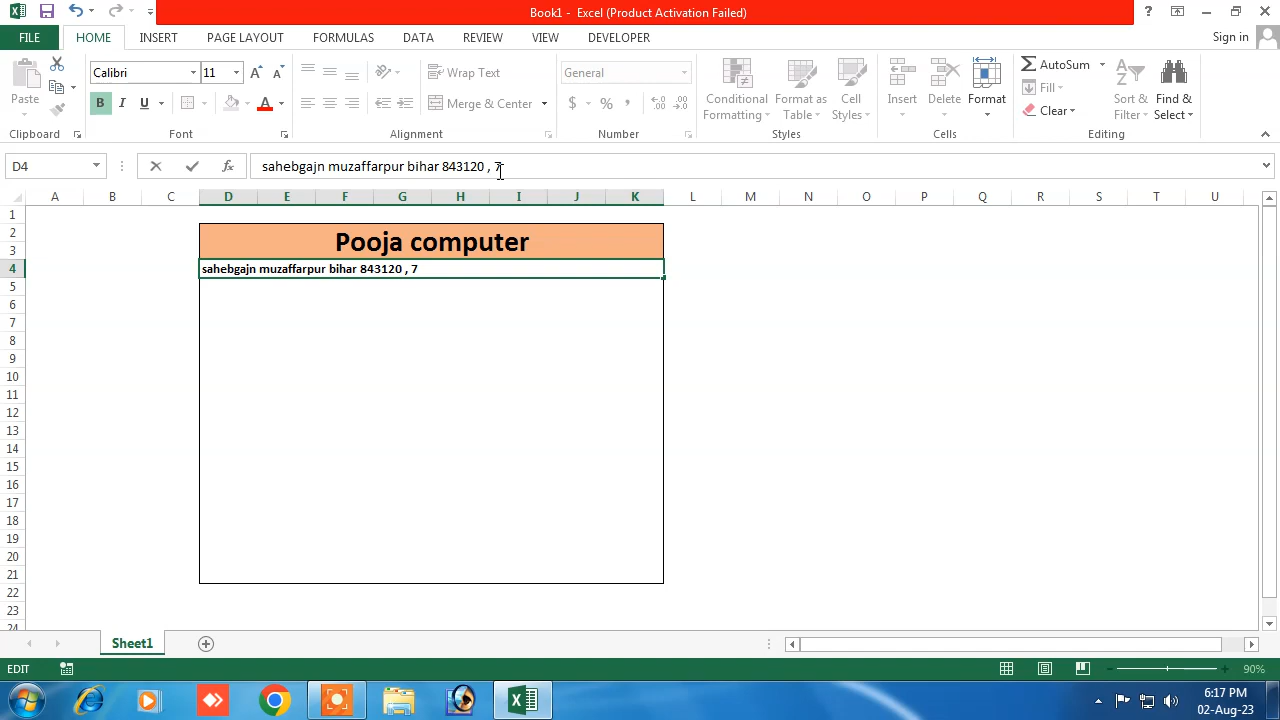 Book1 - Excel (Product Activation Failed)
FILE HOME INSERT PAGE LAYOUT FORMULAS DATA REVIEW VIEW DEVELOPER Sign in
Calibri 11 Wrap Text General AutoSum
Paste Conditional Format as Cell Insert Delete Format Fill Sort & Find &
B I U A Merge & Center $ % Formatting Table Styles Clear Filter Select
Clipboard Font Alignment Number Styles Cells Editing
D4 fx sahebgajn muzaffarpur bihar 843120 , 7
A B C D E F G H I J K L M N O P Q R S T U
1
2
3
Pooja computer
4 sahebgajn muzaffarpur bihar 843120 , 7
5
6
7
8
9
10
11
12
13
14
15
16
17
18
19
20
21
22
23
24
Sheet1
EDIT 90%
6:17 PM
02-Aug-23